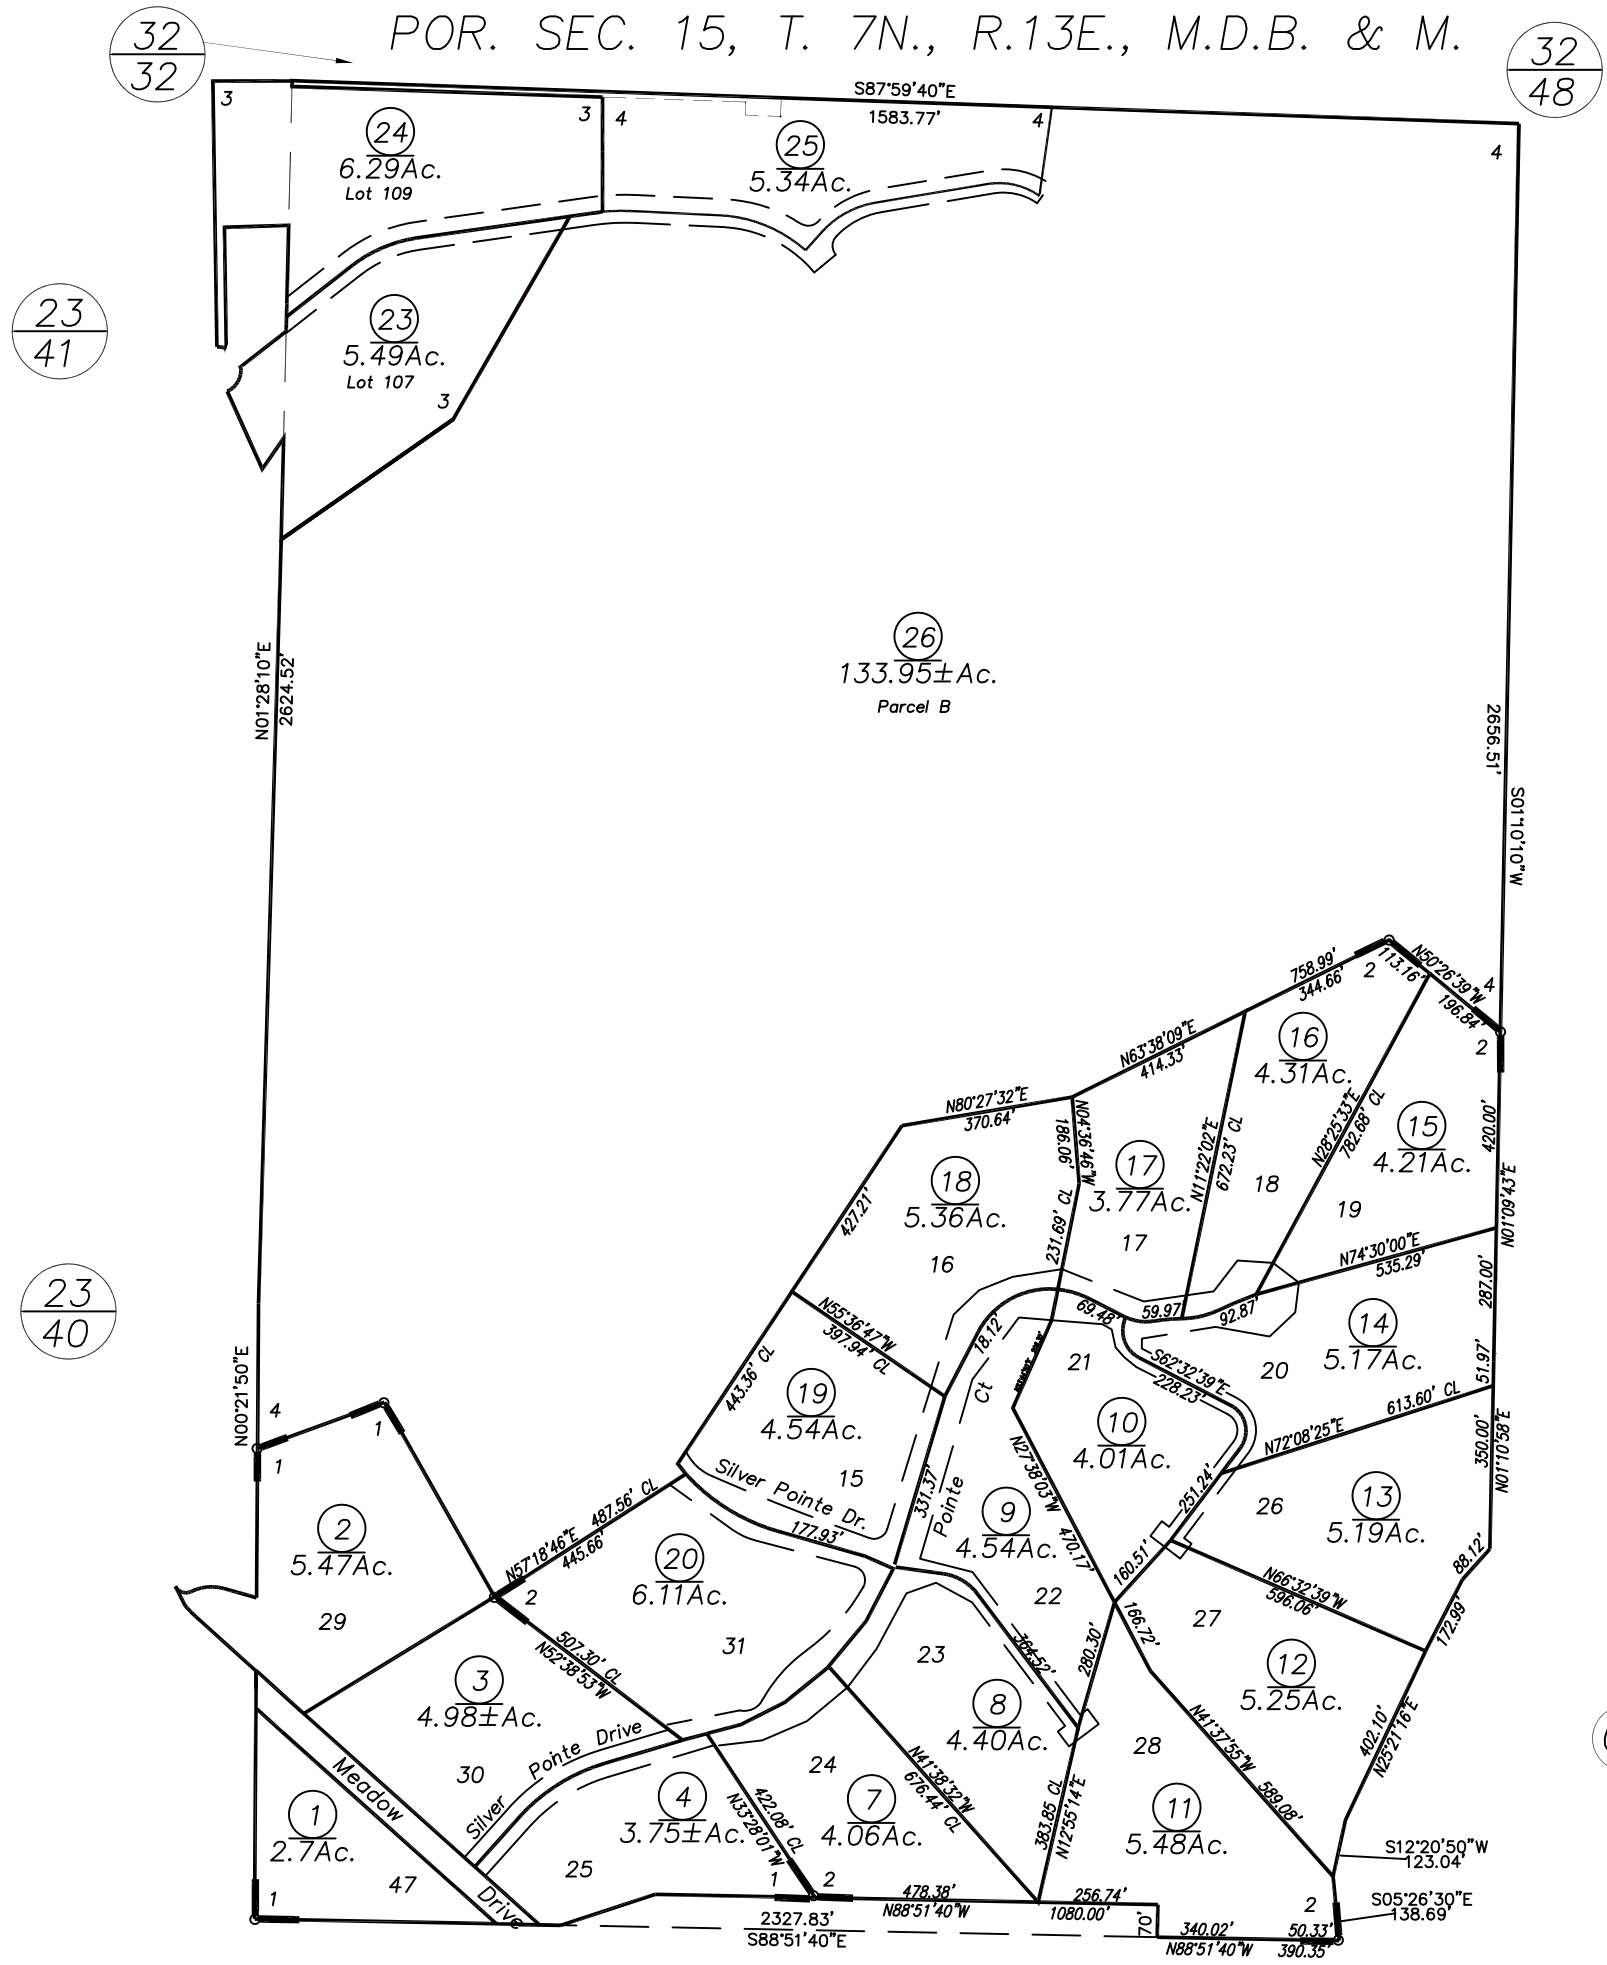 POR. SEC. 15, T. 7N., R.13E., M.D.B. & M.
32
32
32
48
S87°59'40"E
1583.77'
3
3
4
4
4
24
6.29Ac.
Lot 109
25
5.34Ac.
23
41
23
5.49Ac.
Lot 107
3
26
133.95±Ac.
Parcel B
N01°28'10"E
2624.52'
2656.51'
S01°10'10"W
758.99'
344.66'
2
113.16'
N50°26'39"W
196.84'
4
2
N63°38'09"E
414.33'
16
4.31Ac.
N80°27'32"E
370.64'
N04°36'46"W
186.06'
N11°22'02"E
672.23' CL
N28°25'33"E
782.68' CL
15
4.21Ac.
420.00'
N01°09'43"E
18
5.36Ac.
17
3.77Ac.
18
19
17
16
427.21'
231.69' CL
N74°30'00"E
535.29'
287.00'
23
40
N55°36'47"W
397.94' CL
18.12'
69.48'
59.97'
92.87'
14
5.17Ac.
N00°21'50"E
443.36' CL
21
S62°32'39"E
228.23'
20
51.97'
4
1
1
19
4.54Ac.
15
Ct
Pointe
10
4.01Ac.
N72°08'25"E
613.60' CL
350.00'
N01°10'58"E
Silver Pointe Dr.
177.93'
331.37'
N27°38'03"W
470.17'
9
4.54Ac.
251.24'
26
13
5.19Ac.
2
5.47Ac.
29
N57°18'46"E
487.56' CL
445.66'
2
20
6.11Ac.
31
22
160.51'
N66°32'39"W
596.06'
88.12'
172.99'
507.30' CL
N52°38'53"W
23
364.52'
280.30'
166.72'
27
12
5.25Ac.
3
4.98±Ac.
30
8
4.40Ac.
28
N41°37'55"W
589.08'
402.10'
N25°21'16"E
Silver Pointe Drive
Meadow Drive
1
2.7Ac.
47
1
4
3.75±Ac.
25
422.08' CL
N33°28'01"W
24
7
4.06Ac.
N41°38'32"W
676.44' CL
383.85 CL
N12°55'14"E
11
5.48Ac.
S12°20'50"W
123.04'
S05°26'30"E
138.69'
1
2
478.38'
N88°51'40"W
256.74'
1080.00'
2
2327.83'
S88°51'40"E
70'
340.02'
N88°51'40"W
50.33'
390.35'